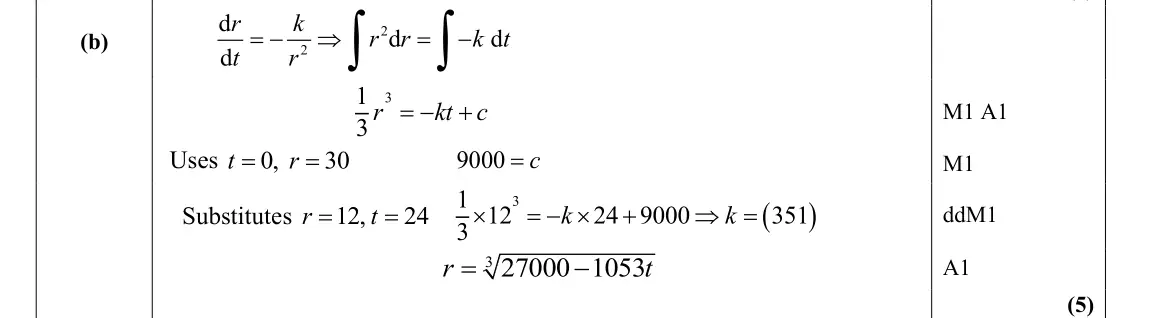 (b) dr/dt = −k/r² ⇒ ∫ r²dr = ∫ −k dt
1/3 r³ = −kt + c M1 A1
Uses t = 0, r = 30 9000 = c M1
Substitutes r = 12, t = 24 1/3 × 12³ = −k × 24 + 9000 ⇒ k = (351) ddM1
r = ∛(27000 − 1053t) A1
(5)